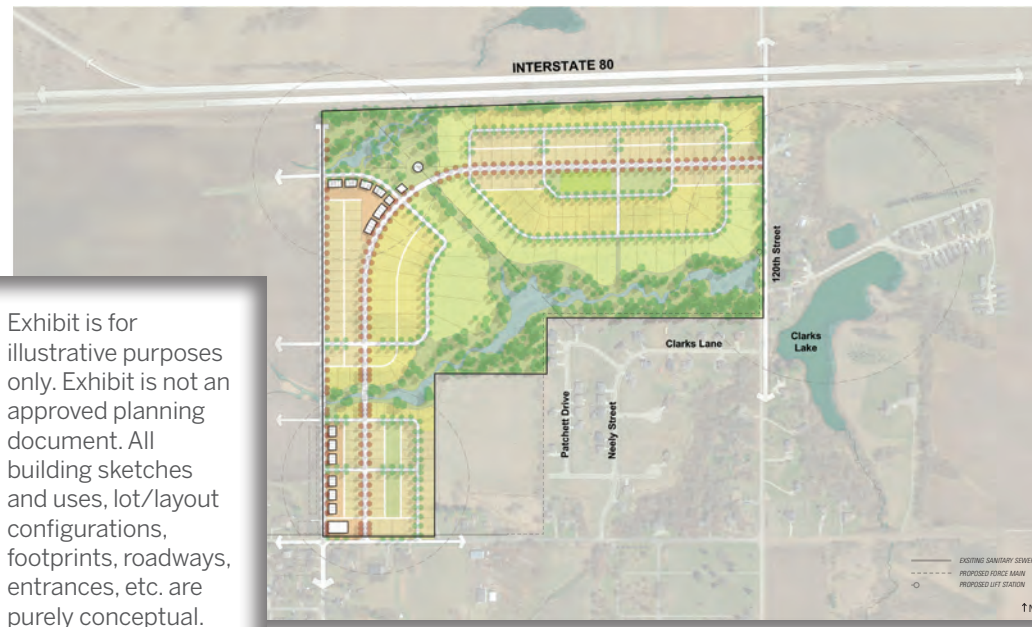 INTERSTATE 80
120th Street
Clarks Lane
Clarks
Lake
Patchett Drive
Neely Street
Exhibit is for
illustrative purposes
only. Exhibit is not an
approved planning
document. All
building sketches
and uses, lot/layout
configurations,
footprints, roadways,
entrances, etc. are
purely conceptual.
EXISTING SANITARY SEWER
PROPOSED FORCE MAIN
PROPOSED LIFT STATION
↑N